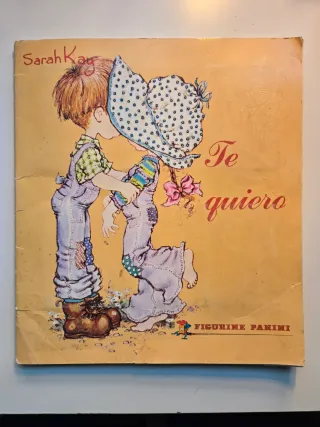 Sarah Kay
Te
quiero
FIGURINE PANINI